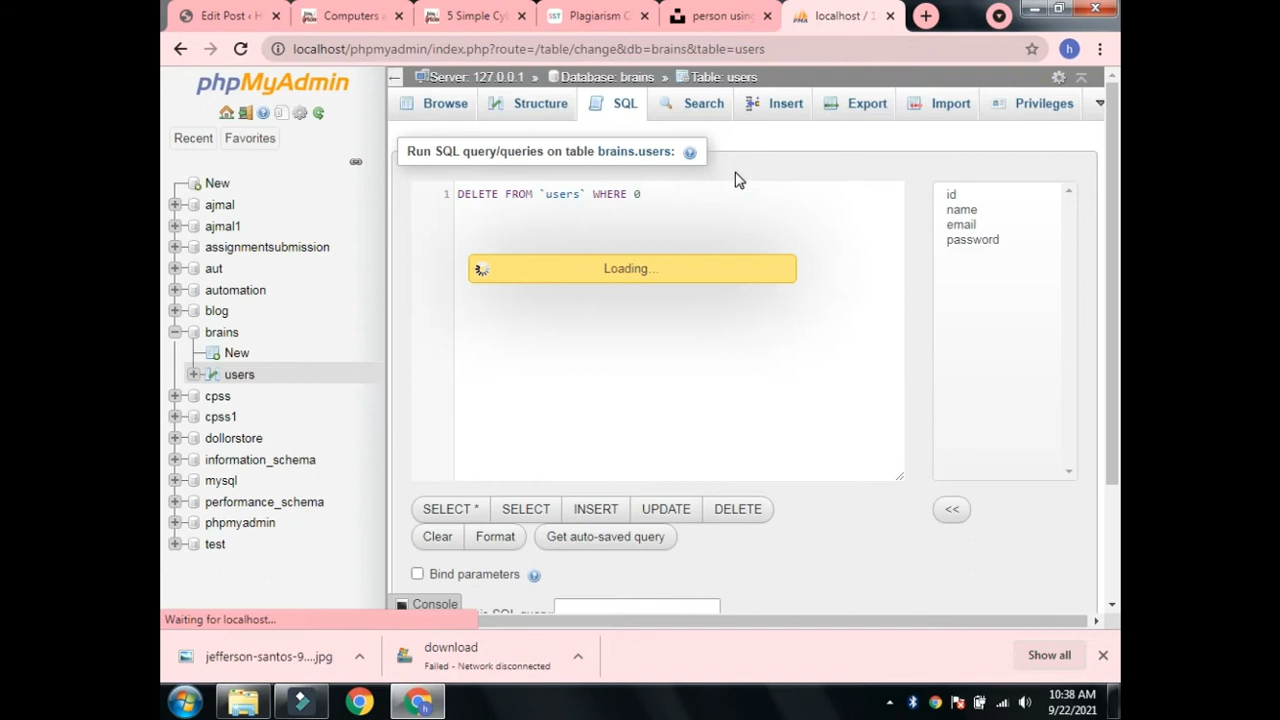 Edit Post ‹ H
Computers a
5 Simple Cy
SST
Plagiarism C
person using
localhost / 1
localhost/phpmyadmin/index.php?route=/table/change&db=brains&table=users
h
phpMyAdmin
Recent
Favorites
New
ajmal
ajmal1
assignmentsubmission
aut
automation
blog
brains
New
users
cpss
cpss1
dollorstore
information_schema
mysql
performance_schema
phpmyadmin
test
Server: 127.0.0.1 » Database: brains » Table: users
Browse
Structure
SQL
Search
Insert
Export
Import
Privileges
Run SQL query/queries on table brains.users:
1 DELETE FROM `users` WHERE 0
Loading...
id
name
email
password
SELECT *
SELECT
INSERT
UPDATE
DELETE
<<
Clear
Format
Get auto-saved query
Bind parameters
Console
Waiting for localhost...
jefferson-santos-9....jpg
download
Failed - Network disconnected
Show all
10:38 AM
9/22/2021